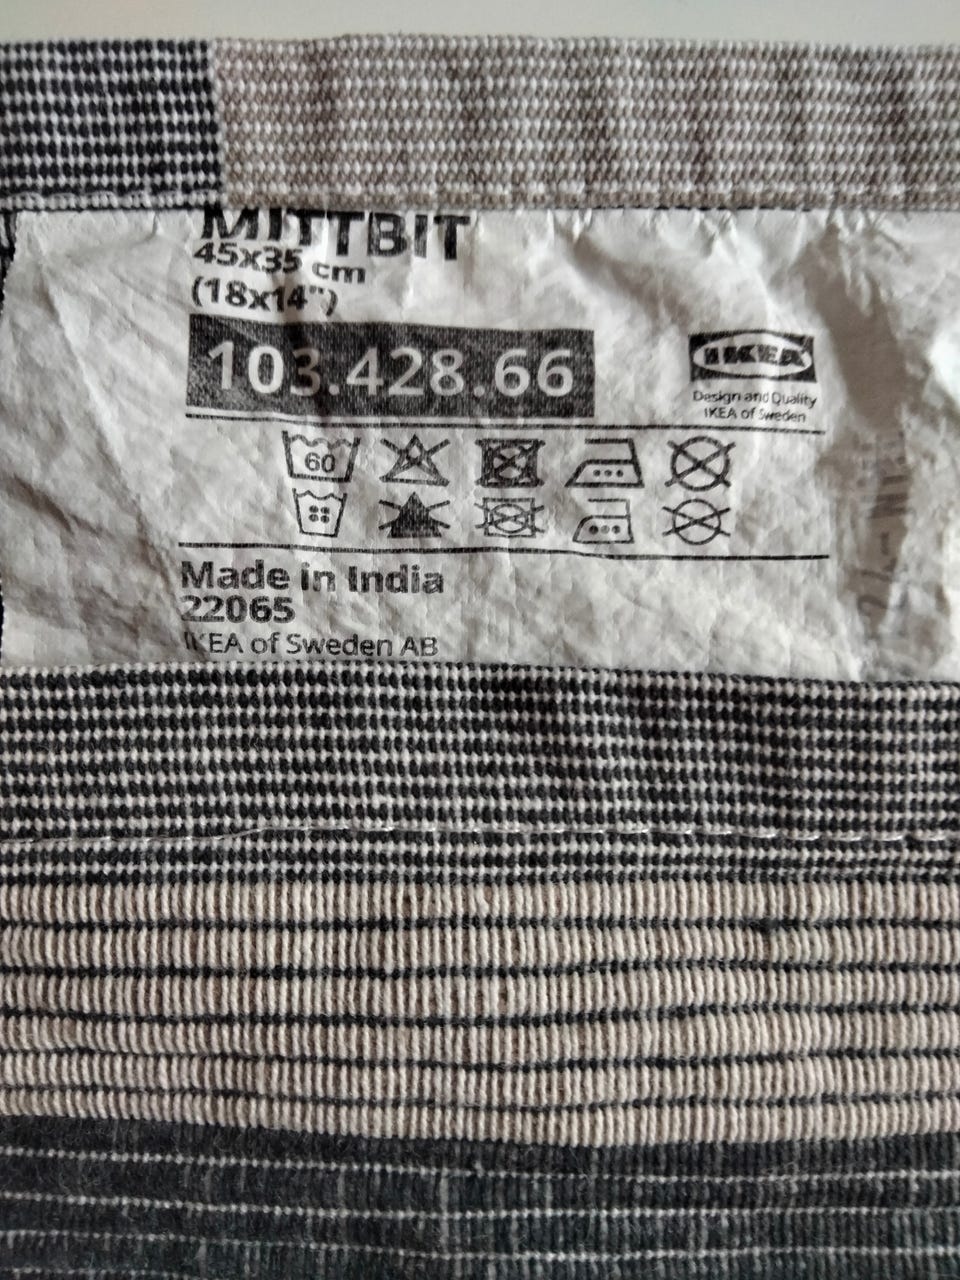 MITTBIT
45x35 cm
(18x14")
103.428.66
IKEA
Design and Quality
IKEA of Sweden
60
Made in India
22065
IKEA of Sweden AB